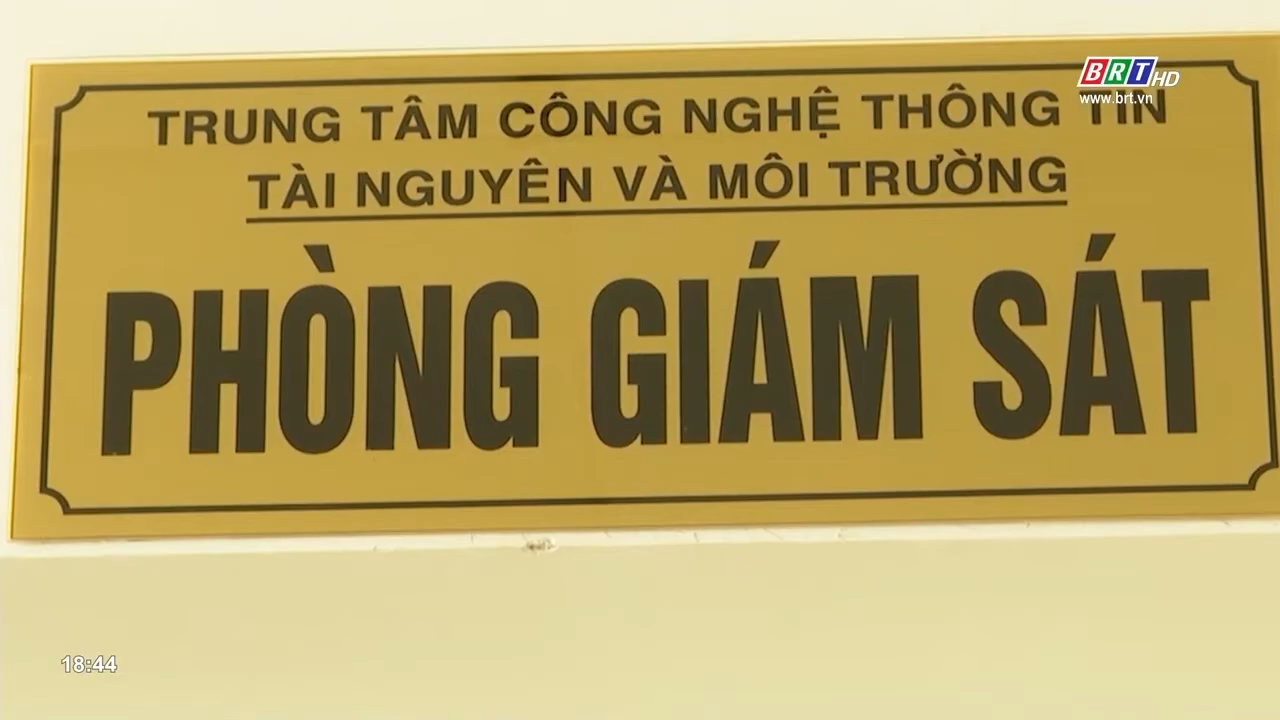 BRT HD
www.brt.vn
TRUNG TÂM CÔNG NGHỆ THÔNG TIN
TÀI NGUYÊN VÀ MÔI TRƯỜNG
PHÒNG GIÁM SÁT
18:44